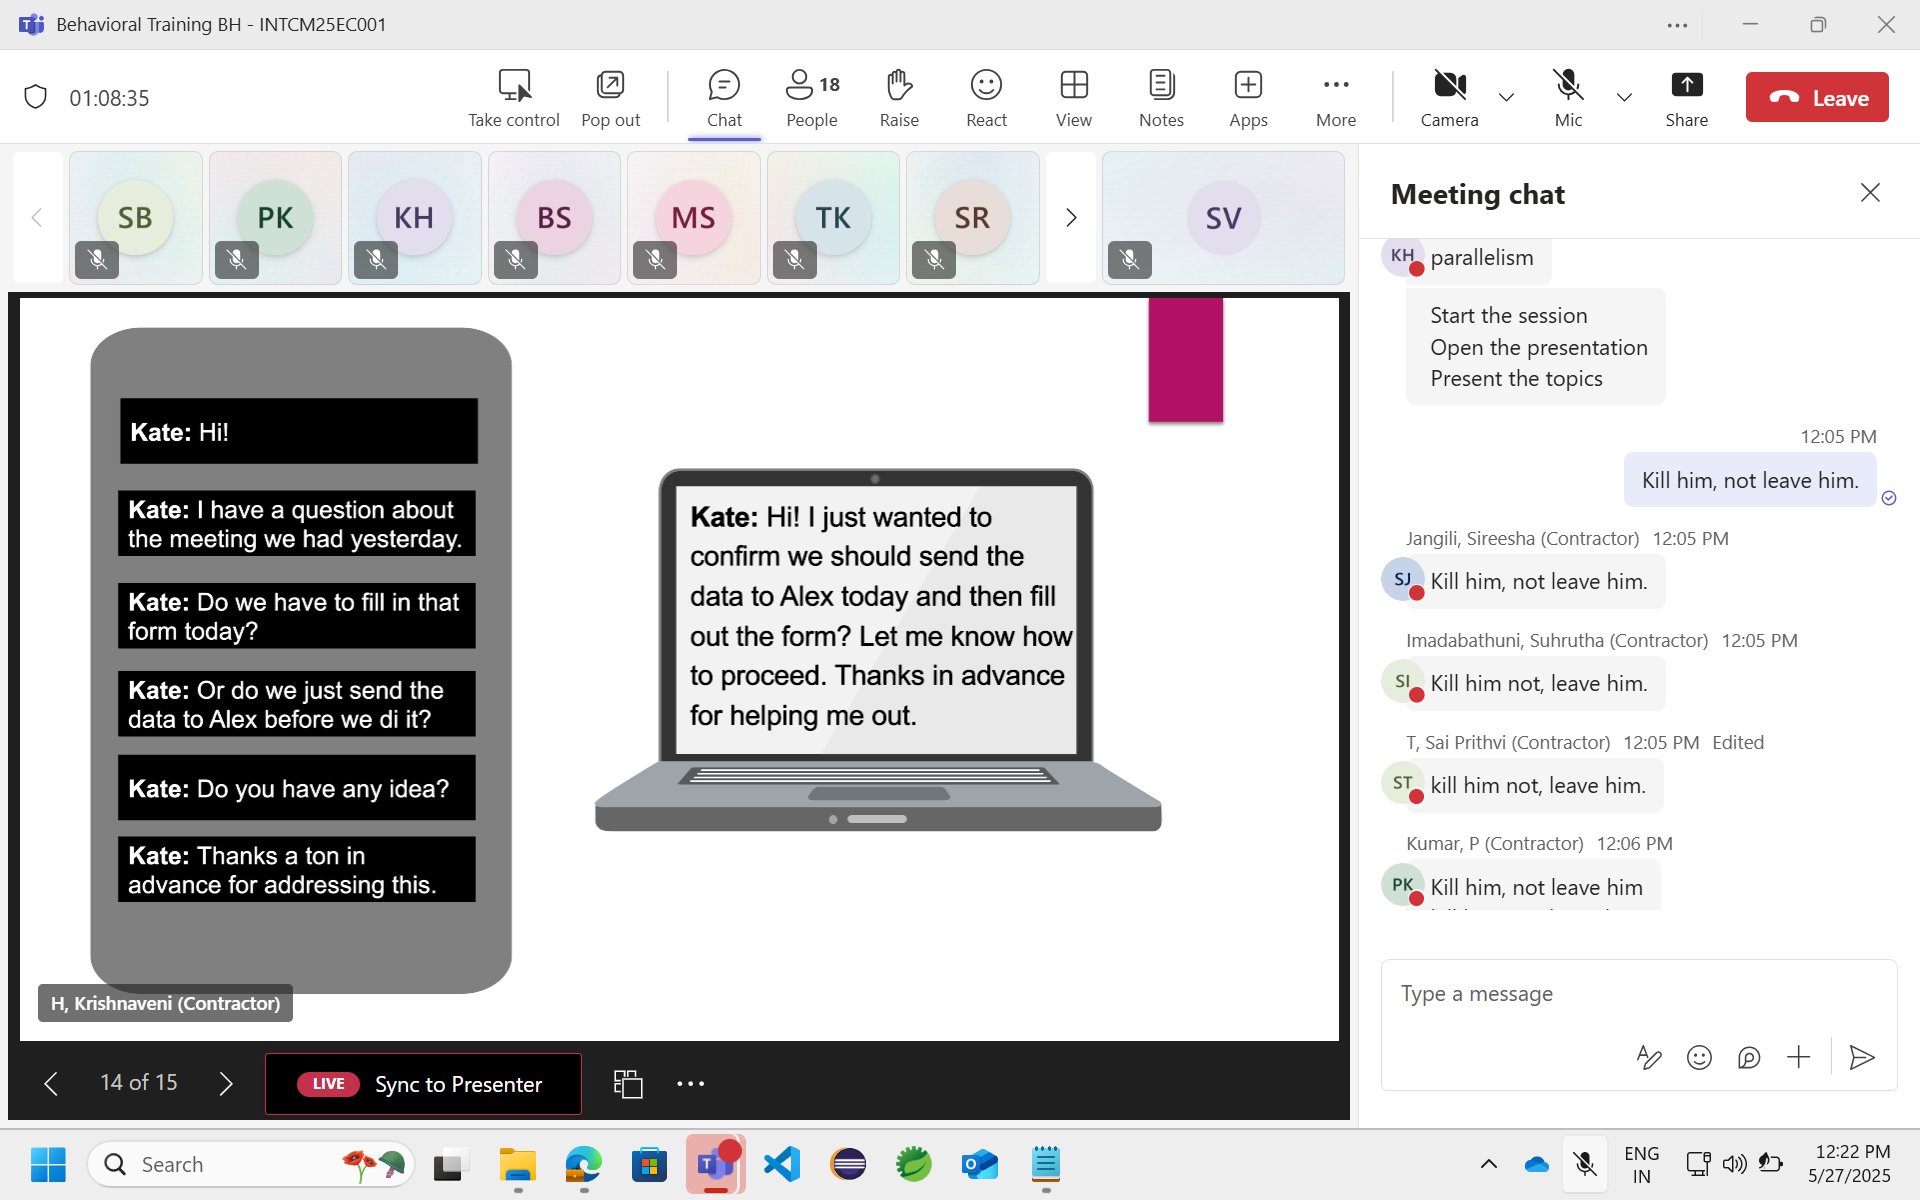 Behavioral Training BH - INTCM25EC001
01:08:35
Take control
Pop out
Chat
18
People
Raise
React
View
Notes
Apps
More
Camera
Mic
Share
Leave
SB
PK
KH
BS
MS
TK
SR
SV
Kate: Hi!
Kate: I have a question about
the meeting we had yesterday.
Kate: Do we have to fill in that
form today?
Kate: Or do we just send the
data to Alex before we di it?
Kate: Do you have any idea?
Kate: Thanks a ton in
advance for addressing this.
Kate: Hi! I just wanted to
confirm we should send the
data to Alex today and then fill
out the form? Let me know how
to proceed. Thanks in advance
for helping me out.
H, Krishnaveni (Contractor)
14 of 15
LIVE Sync to Presenter
Meeting chat
KH
parallelism
Start the session
Open the presentation
Present the topics
12:05 PM
Kill him, not leave him.
Jangili, Sireesha (Contractor) 12:05 PM
SJ
Kill him, not leave him.
Imadabathuni, Suhrutha (Contractor) 12:05 PM
SI
Kill him not, leave him.
T, Sai Prithvi (Contractor) 12:05 PM Edited
ST
kill him not, leave him.
Kumar, P (Contractor) 12:06 PM
PK
Kill him, not leave him
Type a message
Search
ENG
IN
12:22 PM
5/27/2025